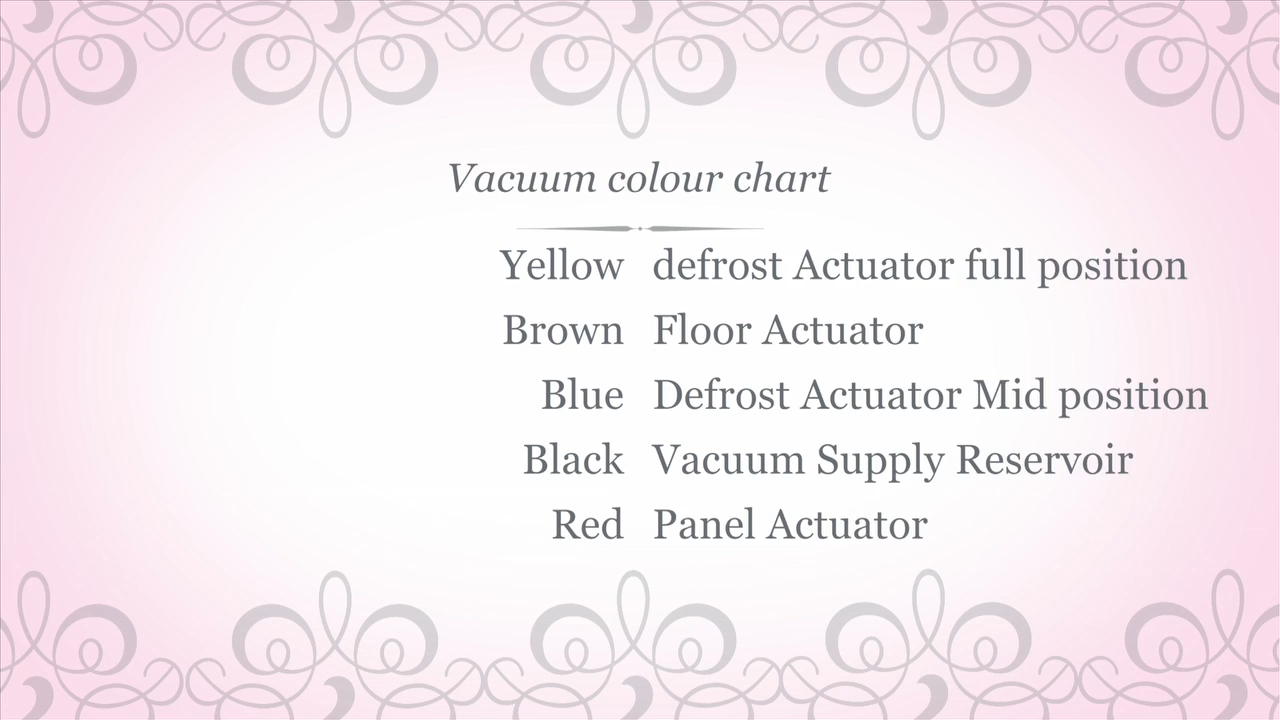 Vacuum colour chart
Yellow defrost Actuator full position
Brown Floor Actuator
Blue Defrost Actuator Mid position
Black Vacuum Supply Reservoir
Red Panel Actuator